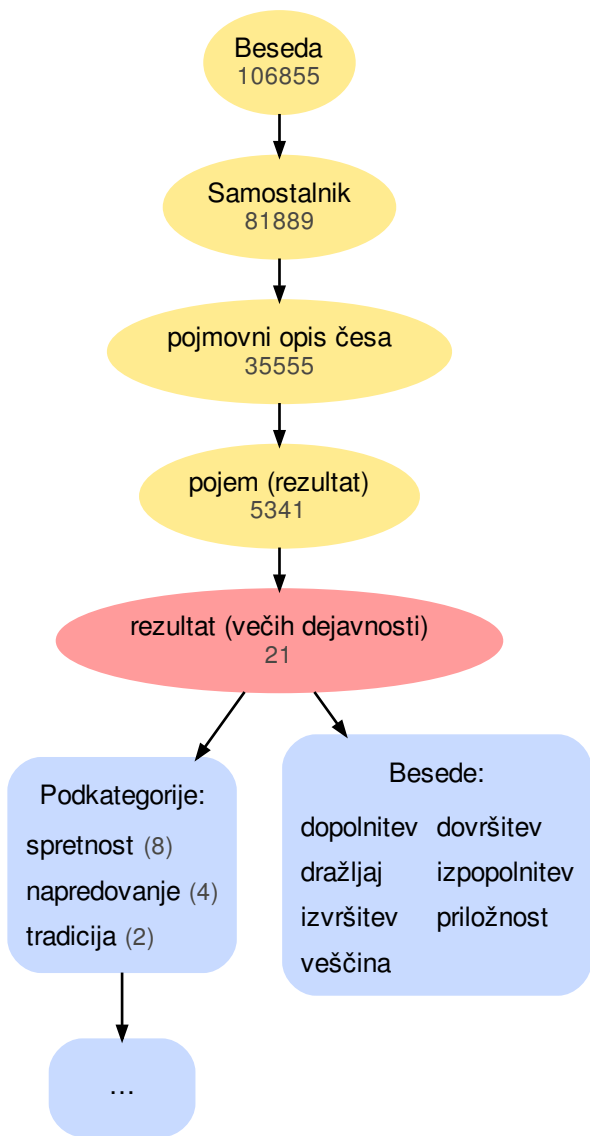 Beseda
106855
Samostalnik
81889
pojmovni opis česa
35555
pojem (rezultat)
5341
rezultat (večih dejavnosti)
21
Podkategorije:
spretnost (8)
napredovanje (4)
tradicija (2)
Besede:
dopolnitev dovršitev
dražljaj izpopolnitev
izvršitev priložnost
veščina
…